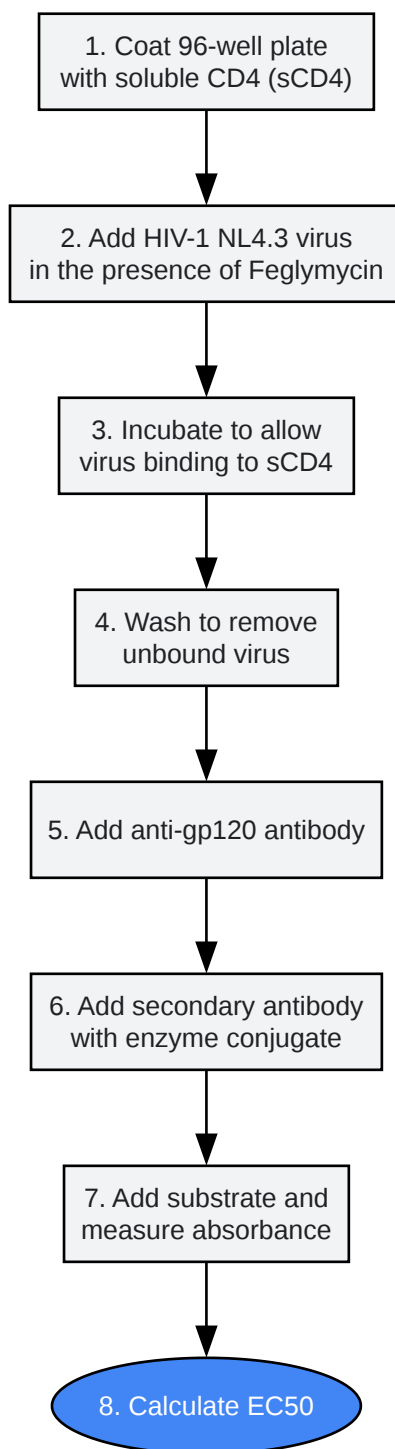 1. Coat 96-well plate
with soluble CD4 (sCD4)
2. Add HIV-1 NL4.3 virus
in the presence of Feglymycin
3. Incubate to allow
virus binding to sCD4
4. Wash to remove
unbound virus
5. Add anti-gp120 antibody
6. Add secondary antibody
with enzyme conjugate
7. Add substrate and
measure absorbance
8. Calculate EC50